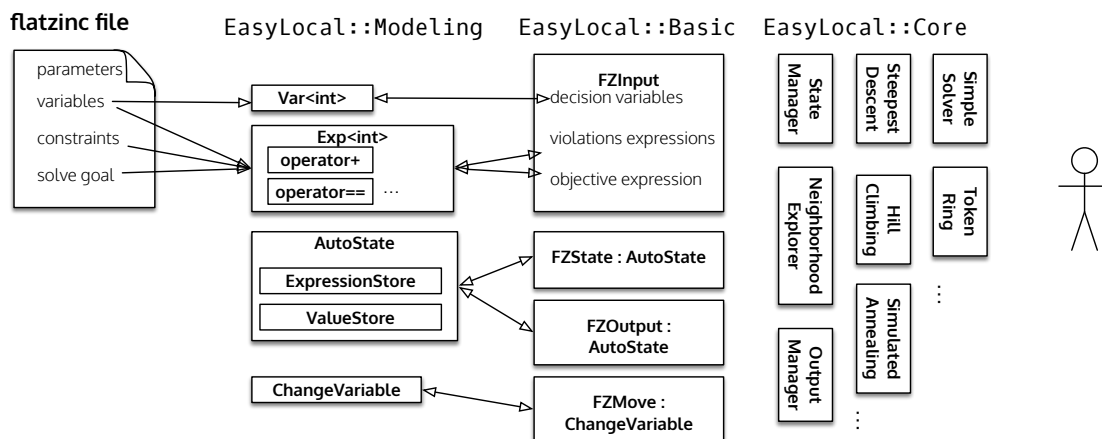 flatzinc file
parameters
variables
constraints
solve goal
EasyLocal::Modeling
Var<int>
Exp<int>
operator+
operator==
...
AutoState
ExpressionStore
ValueStore
ChangeVariable
EasyLocal::Basic
FZInput
decision variables
violations expressions
objective expression
FZState : AutoState
FZOutput :
AutoState
FZMove :
ChangeVariable
EasyLocal::Core
State
Manager
Neighborhood
Explorer
Output
Manager
Steepest
Descent
Hill
Climbing
Simulated
Annealing
...
Simple
Solver
Token
Ring
...